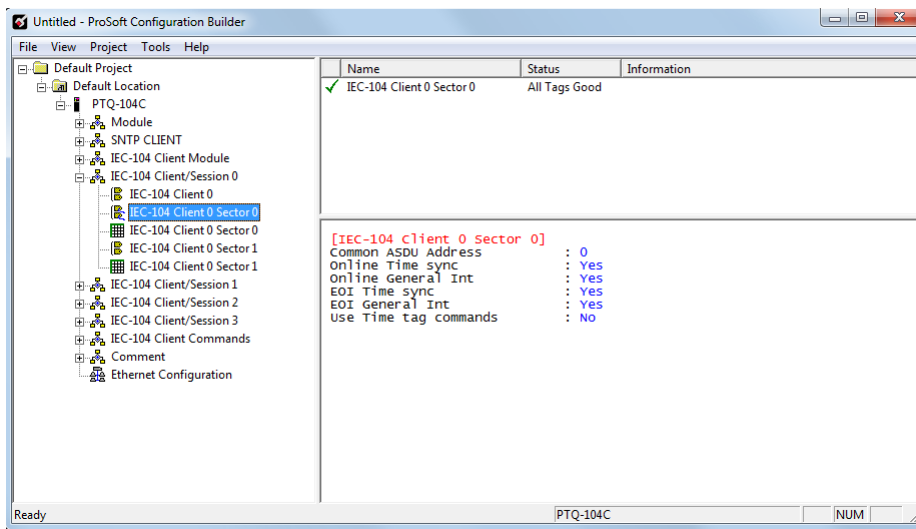 Untitled - ProSoft Configuration Builder
File View Project Tools Help
Default Project
Default Location
PTQ-104C
Module
SNTP CLIENT
IEC-104 Client Module
IEC-104 Client/Session 0
IEC-104 Client 0
IEC-104 Client 0 Sector 0
IEC-104 Client 0 Sector 0
IEC-104 Client 0 Sector 1
IEC-104 Client 0 Sector 1
IEC-104 Client/Session 1
IEC-104 Client/Session 2
IEC-104 Client/Session 3
IEC-104 Client Commands
Comment
Ethernet Configuration
Name Status Information
IEC-104 Client 0 Sector 0 All Tags Good
[IEC-104 Client 0 Sector 0]
Common ASDU Address : 0
Online Time sync : Yes
Online General Int : Yes
EOI Time sync : Yes
EOI General Int : Yes
Use Time tag commands : No
Ready PTQ-104C NUM